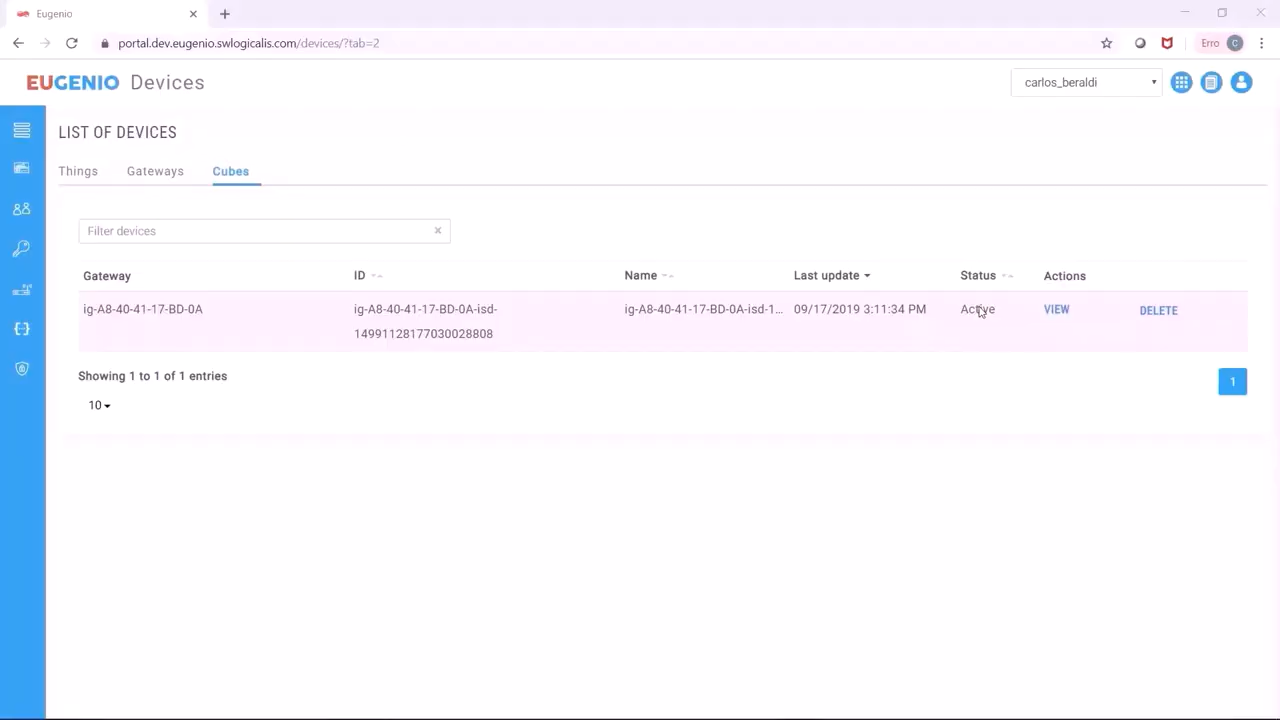 Eugenio
portal.dev.eugenio.swlogicalis.com/devices/?tab=2
Erro C
EUGENIO Devices
carlos_beraldi
LIST OF DEVICES
Things Gateways Cubes
Filter devices
Gateway ID Name Last update Status Actions
ig-A8-40-41-17-BD-0A ig-A8-40-41-17-BD-0A-isd- ig-A8-40-41-17-BD-0A-isd-1... 09/17/2019 3:11:34 PM Active VIEW DELETE
14991128177030028808
Showing 1 to 1 of 1 entries
1
10